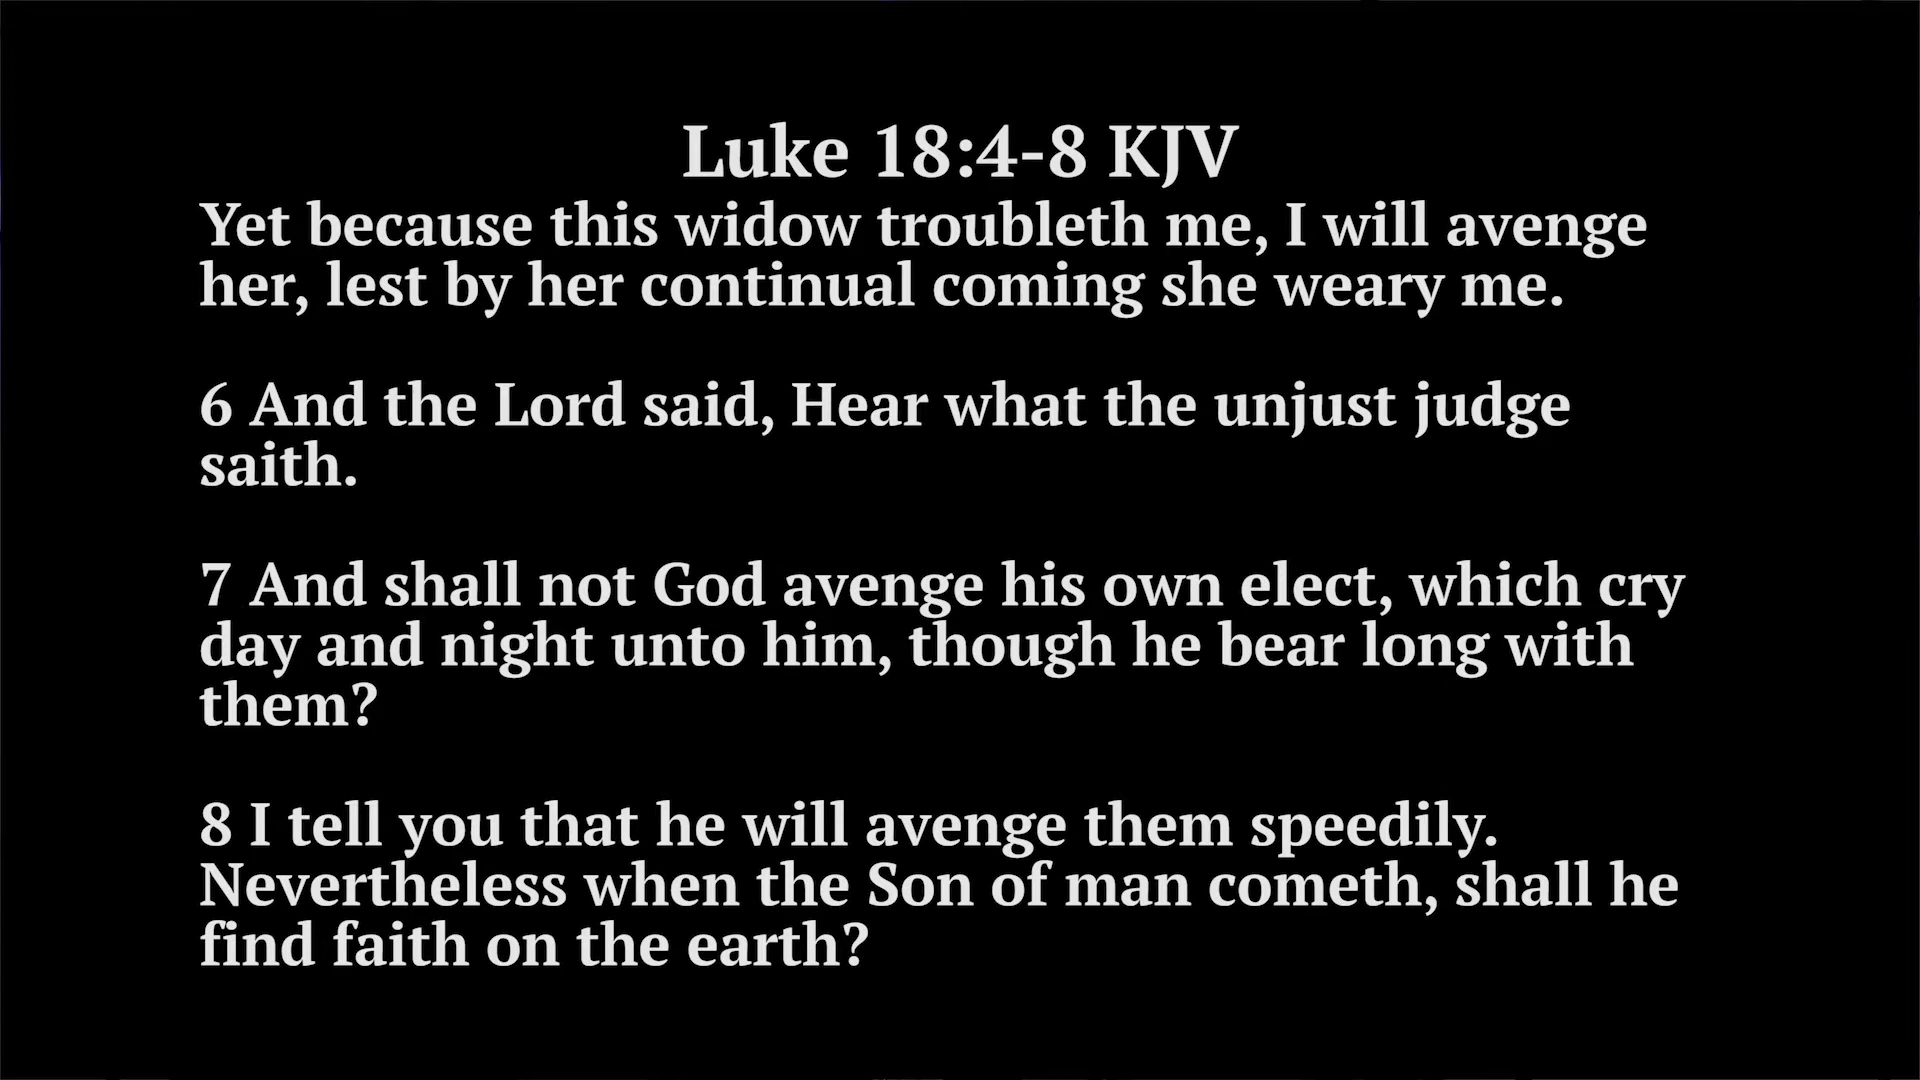 Luke 18:4-8 KJV
Yet because this widow troubleth me, I will avenge
her, lest by her continual coming she weary me.
6 And the Lord said, Hear what the unjust judge
saith.
7 And shall not God avenge his own elect, which cry
day and night unto him, though he bear long with
them?
8 I tell you that he will avenge them speedily.
Nevertheless when the Son of man cometh, shall he
find faith on the earth?